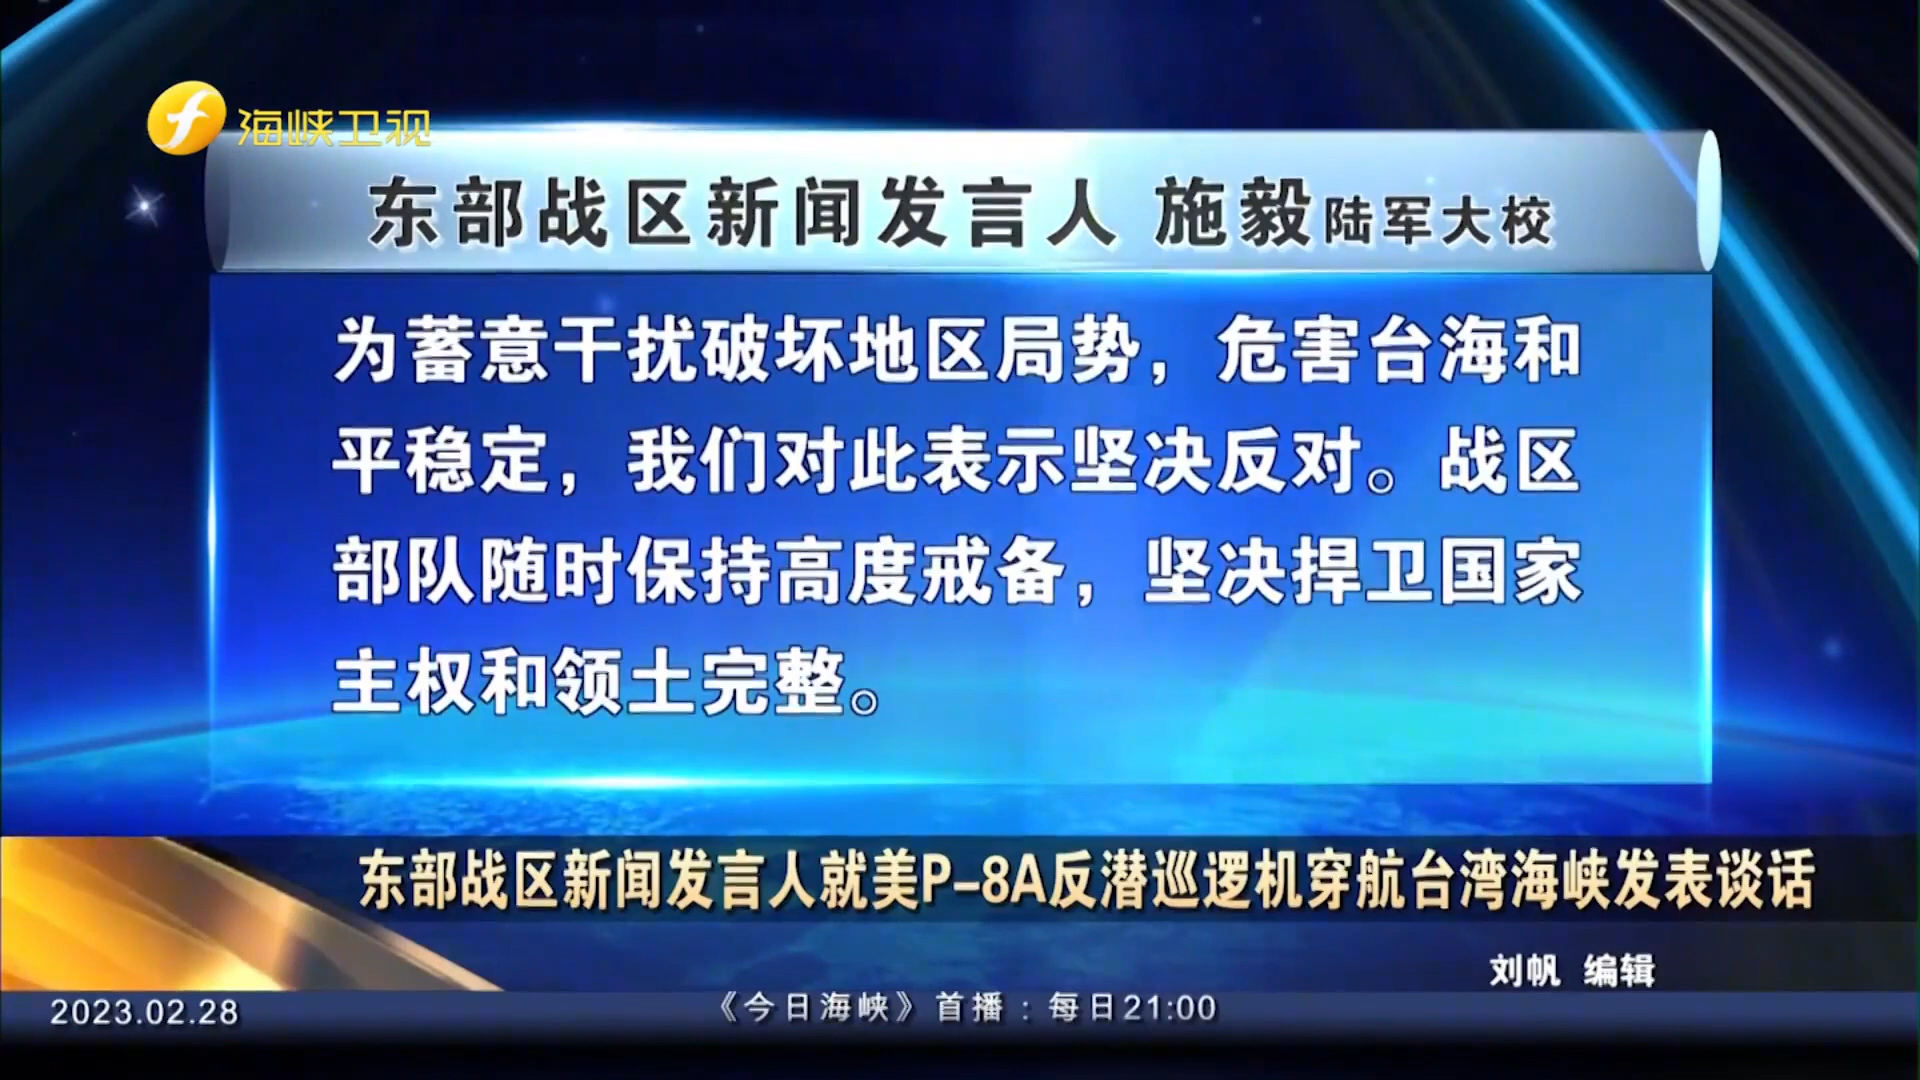 海峡卫视
东部战区新闻发言人 施毅陆军大校
为蓄意干扰破坏地区局势，危害台海和
平稳定，我们对此表示坚决反对。战区
部队随时保持高度戒备，坚决捍卫国家
主权和领土完整。
东部战区新闻发言人就美P-8A反潜巡逻机穿航台湾海峡发表谈话
刘帆 编辑
2023.02.28
《今日海峡》首播：每日21:00